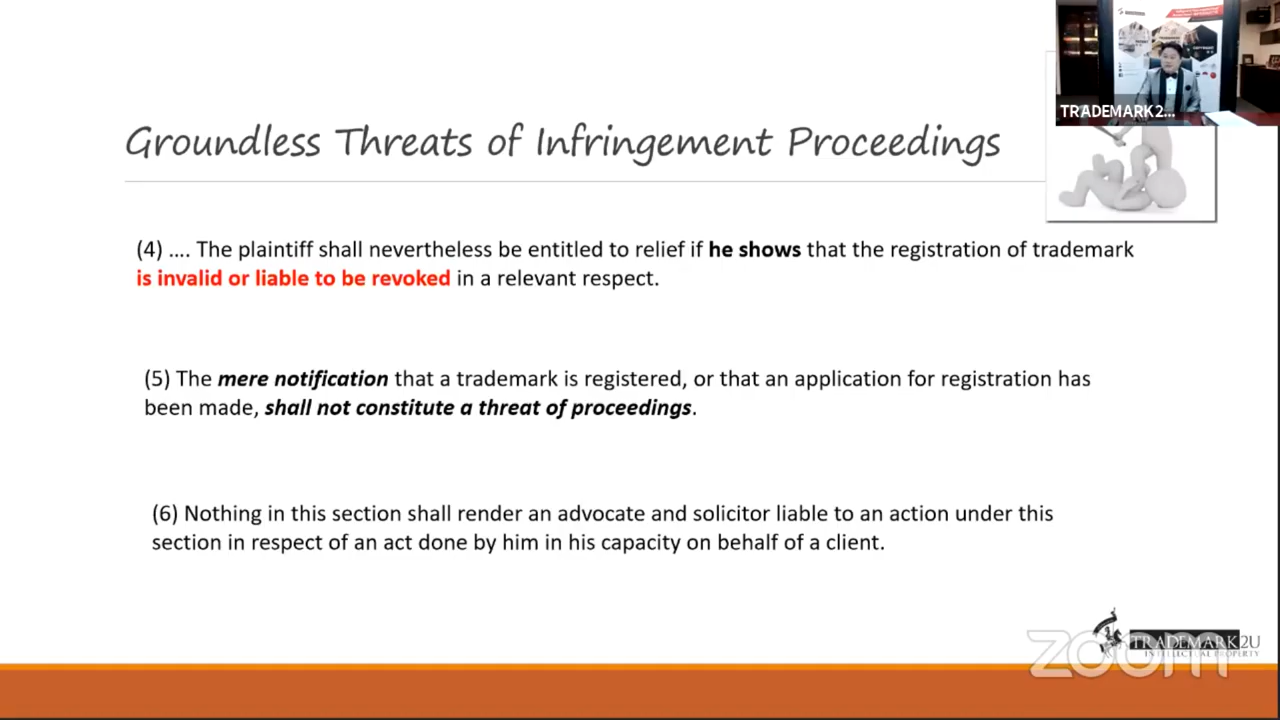 TRADEMARK2...
Groundless Threats of Infringement Proceedings
(4) .... The plaintiff shall nevertheless be entitled to relief if he shows that the registration of trademark
is invalid or liable to be revoked in a relevant respect.
(5) The mere notification that a trademark is registered, or that an application for registration has
been made, shall not constitute a threat of proceedings.
(6) Nothing in this section shall render an advocate and solicitor liable to an action under this
section in respect of an act done by him in his capacity on behalf of a client.
TRADEMARK2U
INTELLECTUAL PROPERTY
zoom